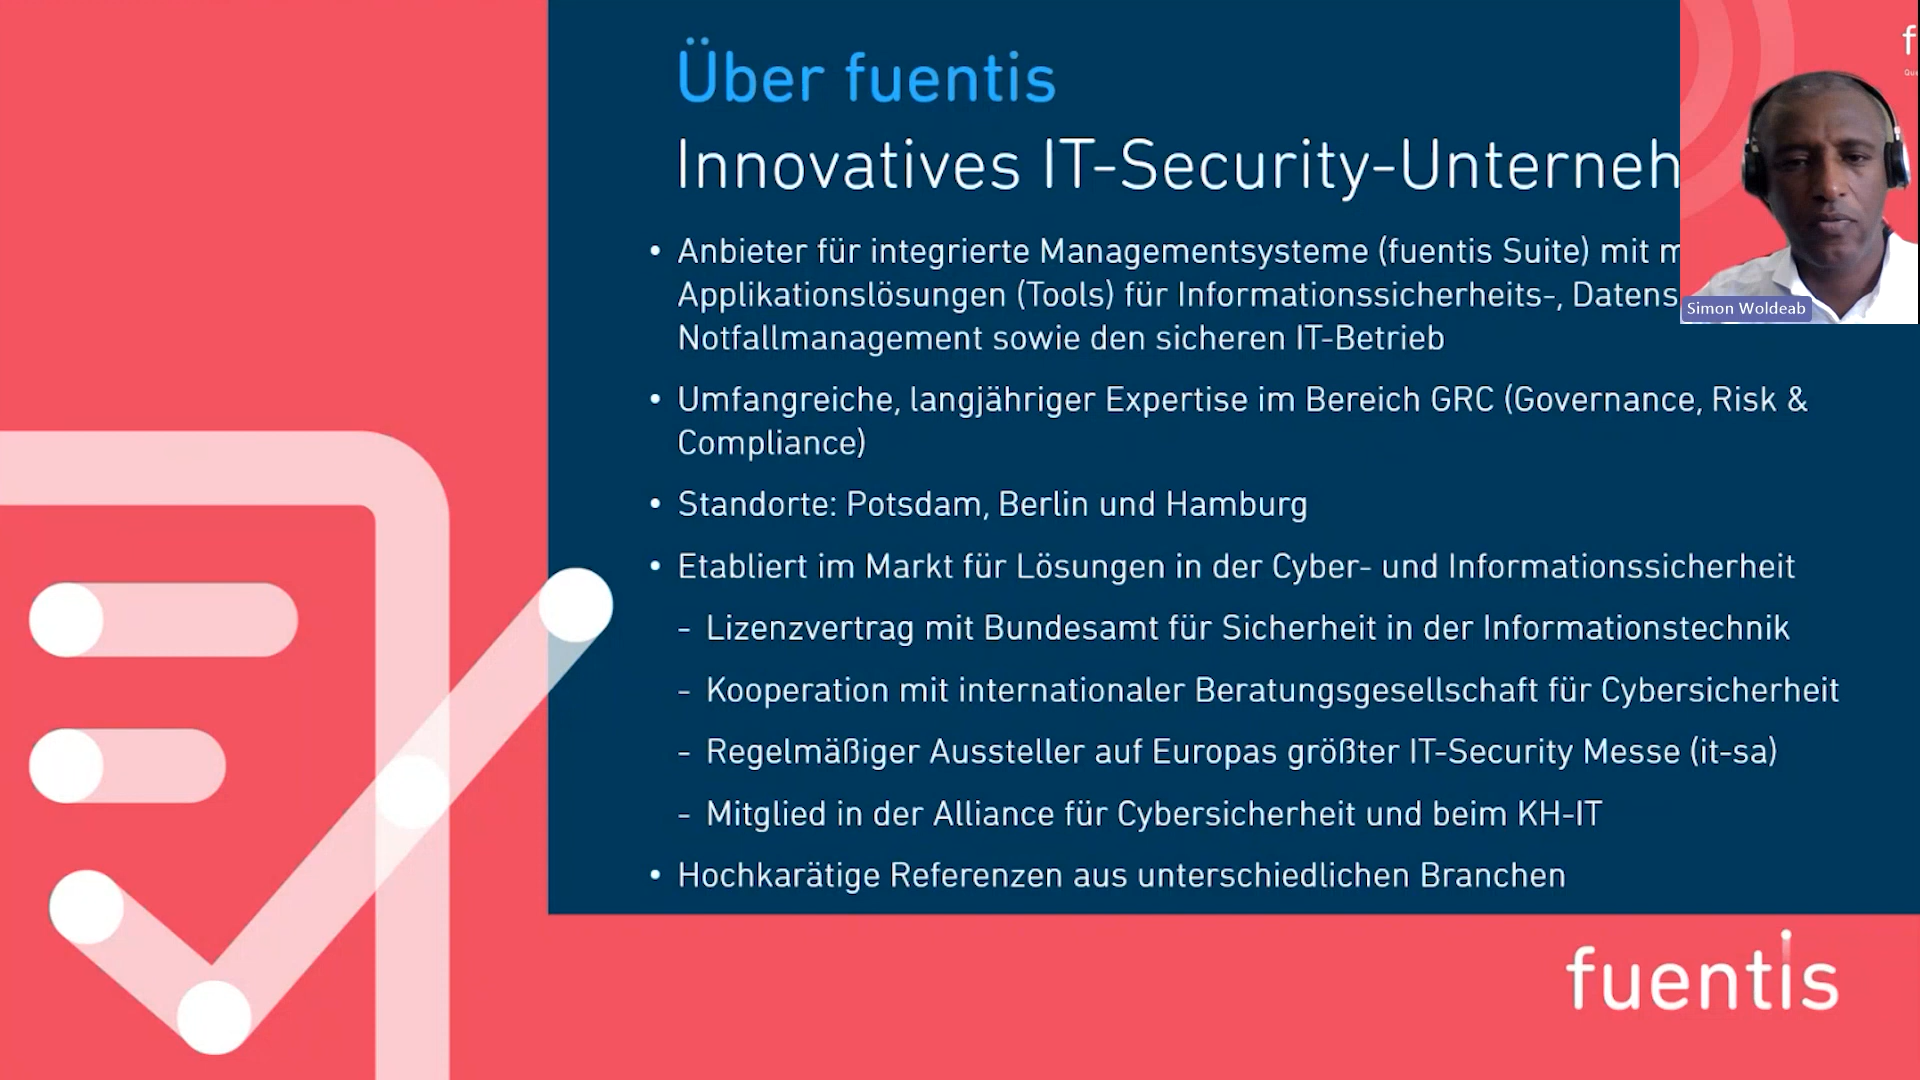 Über fuentis
Innovatives IT-Security-Unterneh
• Anbieter für integrierte Managementsysteme (fuentis Suite) mit
Applikationslösungen (Tools) für Informationssicherheits-, Datens
Notfallmanagement sowie den sicheren IT-Betrieb
• Umfangreiche, langjähriger Expertise im Bereich GRC (Governance, Risk &
Compliance)
• Standorte: Potsdam, Berlin und Hamburg
• Etabliert im Markt für Lösungen in der Cyber- und Informationssicherheit
- Lizenzvertrag mit Bundesamt für Sicherheit in der Informationstechnik
- Kooperation mit internationaler Beratungsgesellschaft für Cybersicherheit
- Regelmäßiger Aussteller auf Europas größter IT-Security Messe (it-sa)
- Mitglied in der Alliance für Cybersicherheit und beim KH-IT
• Hochkarätige Referenzen aus unterschiedlichen Branchen
Simon Woldeab
fuentis